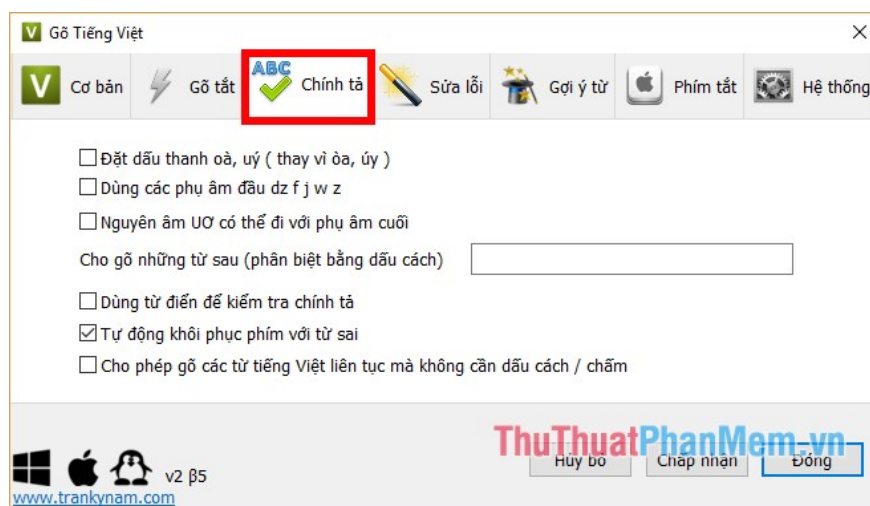 Gõ Tiếng Việt
Cơ bản Gõ tắt ABC Chính tả Sửa lỗi Gợi ý từ Phím tắt Hệ thống
Đặt dấu thanh oà, uý ( thay vì òa, úy )
Dùng các phụ âm đầu dz f j w z
Nguyên âm UƠ có thể đi với phụ âm cuối
Cho gõ những từ sau (phân biệt bằng dấu cách)
Dùng từ điển để kiểm tra chính tả
Tự động khôi phục phím với từ sai
Cho phép gõ các từ tiếng Việt liên tục mà không cần dấu cách / chấm
ThuThuatPhanMem.vn
Hủy bỏ Chấp nhận Đóng
v2 β5
www.trankynam.com